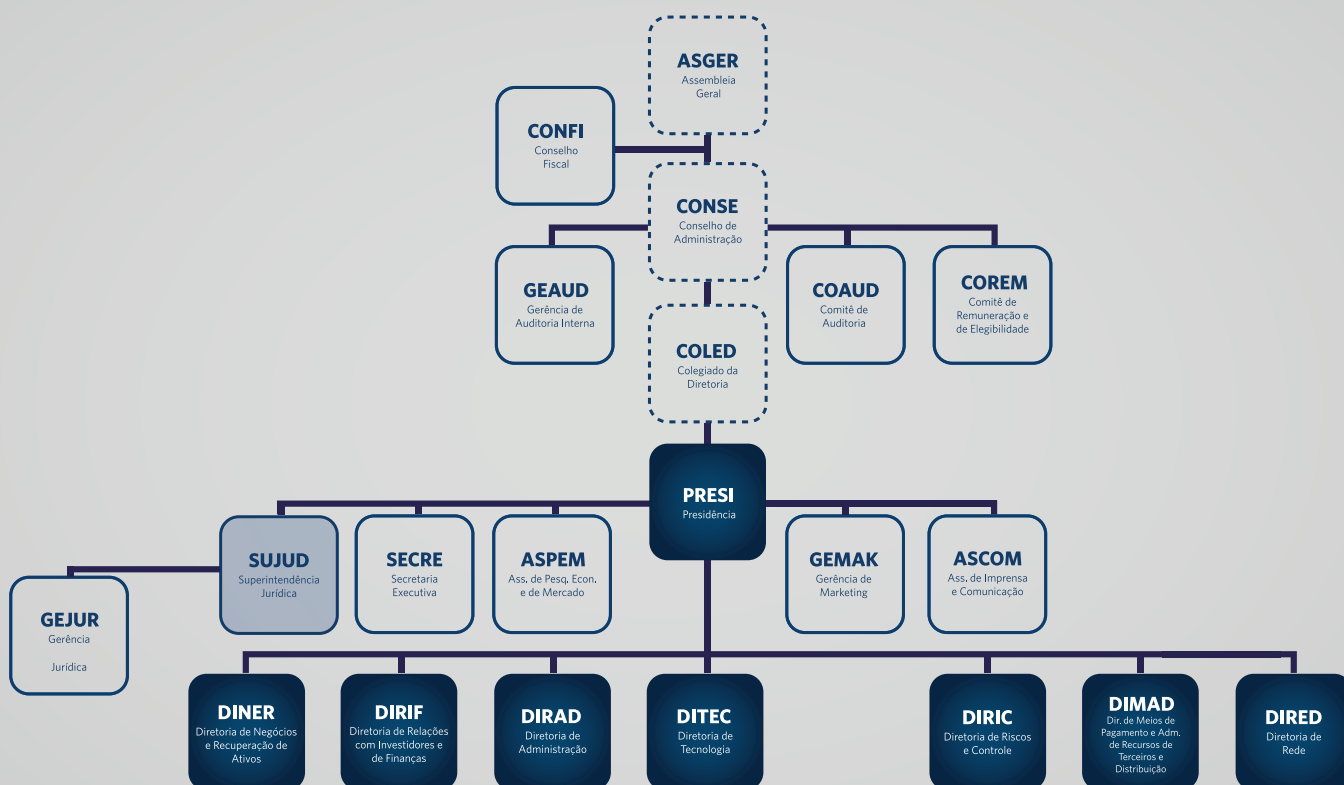 ASGER
Assembleia
Geral
CONFI
Conselho
Fiscal
CONSE
Conselho de
Administração
GEAUD
Gerência de
Auditoria Interna
COAUD
Comitê de
Auditoria
COREM
Comitê de
Remuneração e
de Elegibilidade
COLED
Colegiado da
Diretoria
PRESI
Presidência
SUJUD
Superintendência
Jurídica
SECRE
Secretaria
Executiva
ASPEM
Ass. de Pesq. Econ.
e de Mercado
GEMAK
Gerência de
Marketing
ASCOM
Ass. de Imprensa
e Comunicação
GEJUR
Gerência
Jurídica
DINER
Diretoria de Negócios
e Recuperação de
Ativos
DIRIF
Diretoria de Relações
com Investidores e
de Finanças
DIRAD
Diretoria de
Administração
DITEC
Diretoria de
Tecnologia
DIRIC
Diretoria de Riscos
e Controle
DIMAD
Dir. de Meios de
Pagamento e Adm.
de Recursos de
Terceiros e
Distribuição
DIRED
Diretoria de
Rede